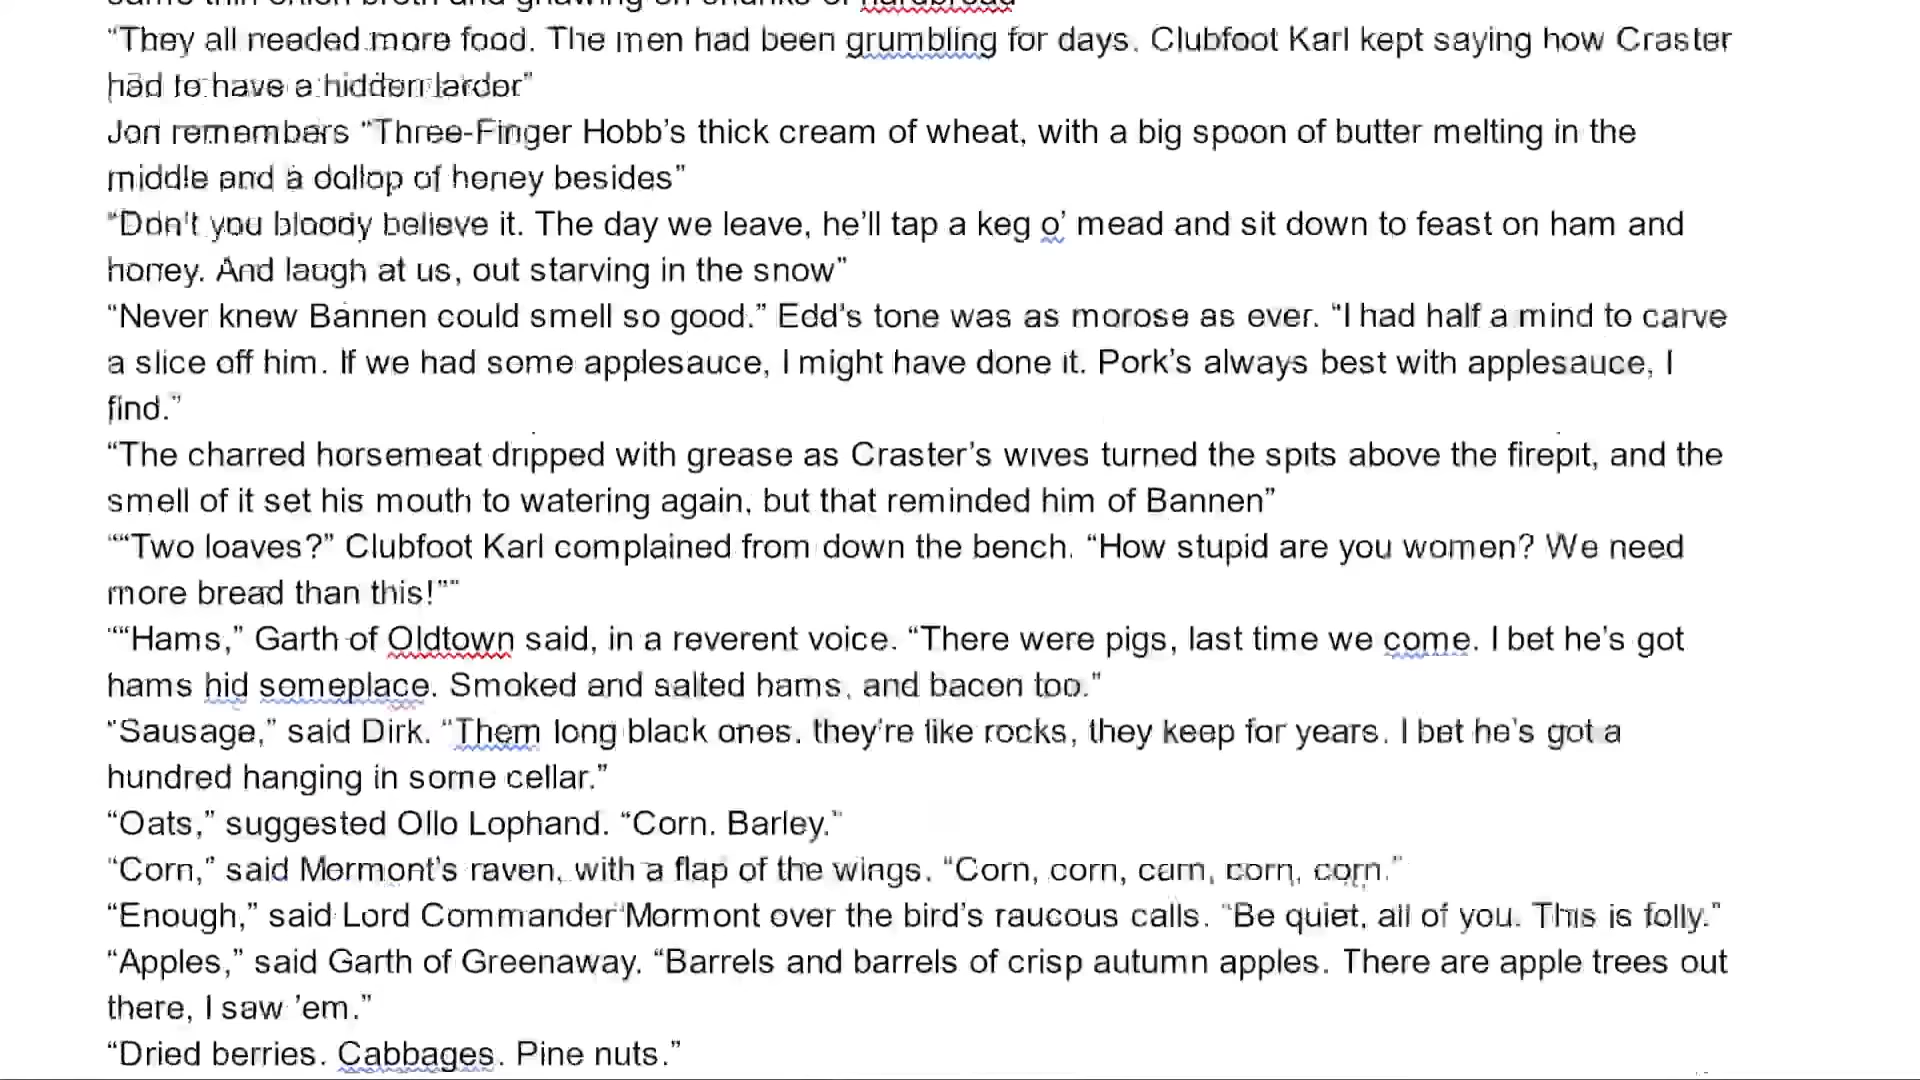 same thin onion broth and gnawing on chunks of hardbread
“They all needed more food. The men had been grumbling for days. Clubfoot Karl kept saying how Craster
had to have a hidden larder”
Jon remembers “Three-Finger Hobb’s thick cream of wheat, with a big spoon of butter melting in the
middle and a dollop of honey besides”
“Don’t you bloody believe it. The day we leave, he’ll tap a keg o’ mead and sit down to feast on ham and
honey. And laugh at us, out starving in the snow”
“Never knew Bannen could smell so good.” Edd’s tone was as morose as ever. “I had half a mind to carve
a slice off him. If we had some applesauce, I might have done it. Pork’s always best with applesauce, I
find.”
“The charred horsemeat dripped with grease as Craster’s wives turned the spits above the firepit, and the
smell of it set his mouth to watering again, but that reminded him of Bannen”
““Two loaves?” Clubfoot Karl complained from down the bench. “How stupid are you women? We need
more bread than this!””
““Hams,” Garth of Oldtown said, in a reverent voice. “There were pigs, last time we come. I bet he’s got
hams hid someplace. Smoked and salted hams, and bacon too.”
“Sausage,” said Dirk. “Them long black ones, they’re like rocks, they keep for years. I bet he’s got a
hundred hanging in some cellar.”
“Oats,” suggested Ollo Lophand. “Corn. Barley.”
“Corn,” said Mormont’s raven, with a flap of the wings. “Corn, corn, corn, corn, corn.”
“Enough,” said Lord Commander Mormont over the bird’s raucous calls. “Be quiet, all of you. This is folly.”
“Apples,” said Garth of Greenaway. “Barrels and barrels of crisp autumn apples. There are apple trees out
there, I saw ’em.”
“Dried berries. Cabbages. Pine nuts.”